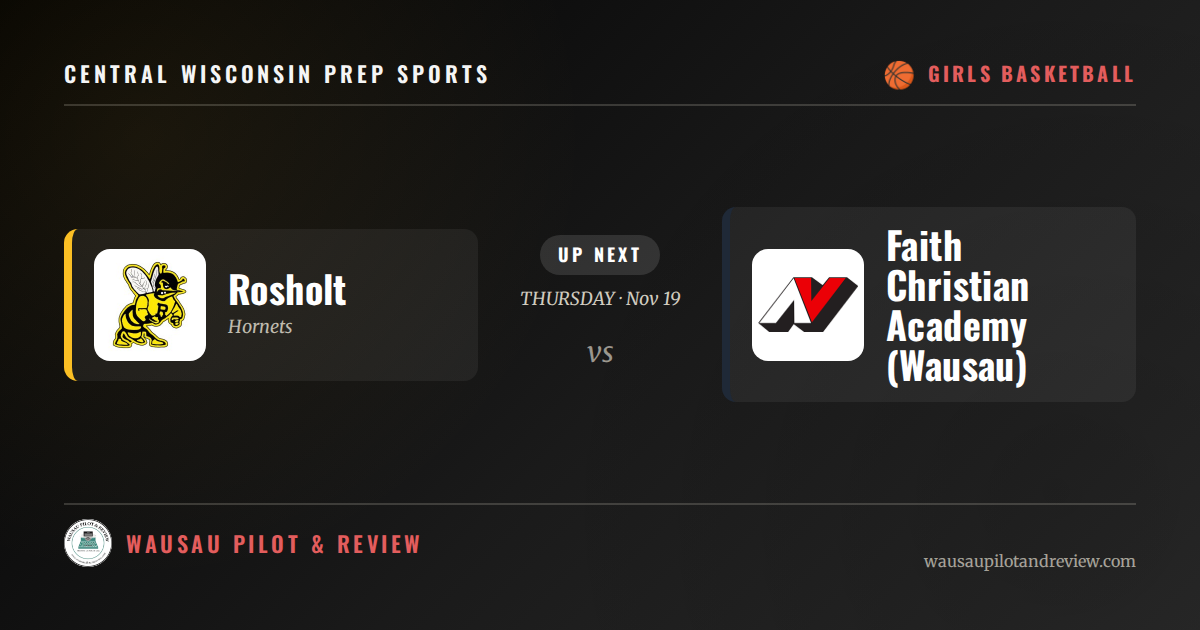 CENTRAL WISCONSIN PREP SPORTS
GIRLS BASKETBALL
Rosholt
Hornets
UP NEXT
THURSDAY · Nov 19
vs
Faith
Christian
Academy
(Wausau)
WAUSAU PILOT & REVIEW
wausaupilotandreview.com